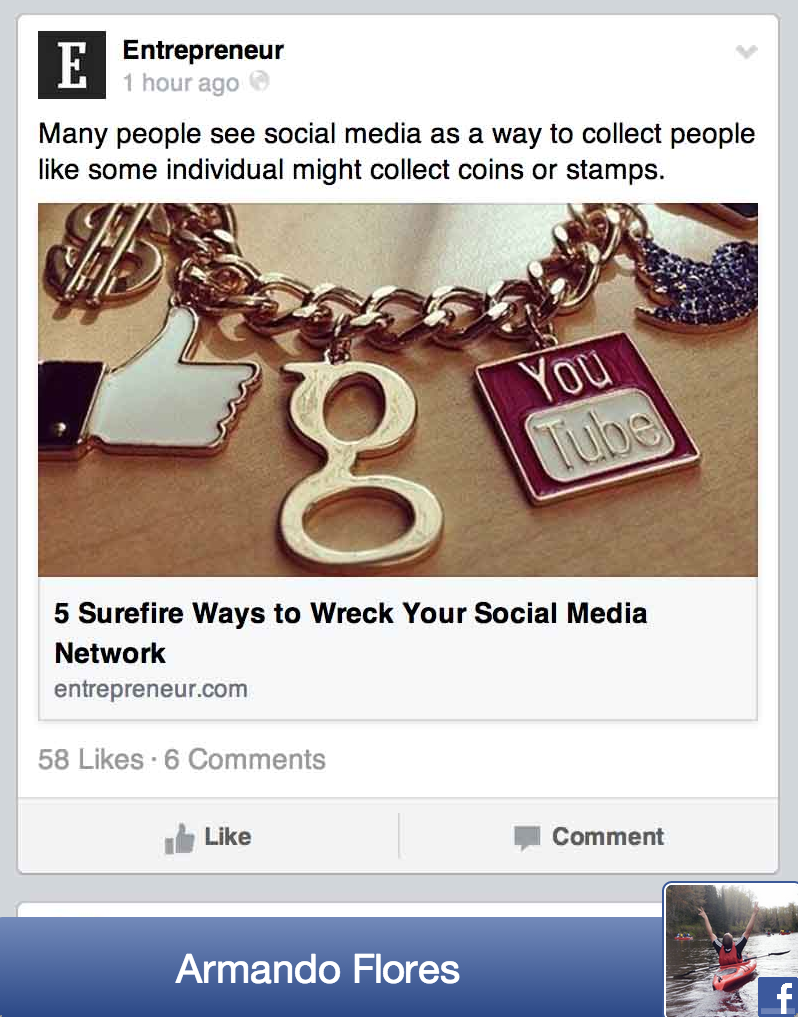 E
Entrepreneur
1 hour ago
Many people see social media as a way to collect people
like some individual might collect coins or stamps.
$
g
You
Tube
5 Surefire Ways to Wreck Your Social Media
Network
entrepreneur.com
58 Likes · 6 Comments
Like
Comment
Armando Flores
f